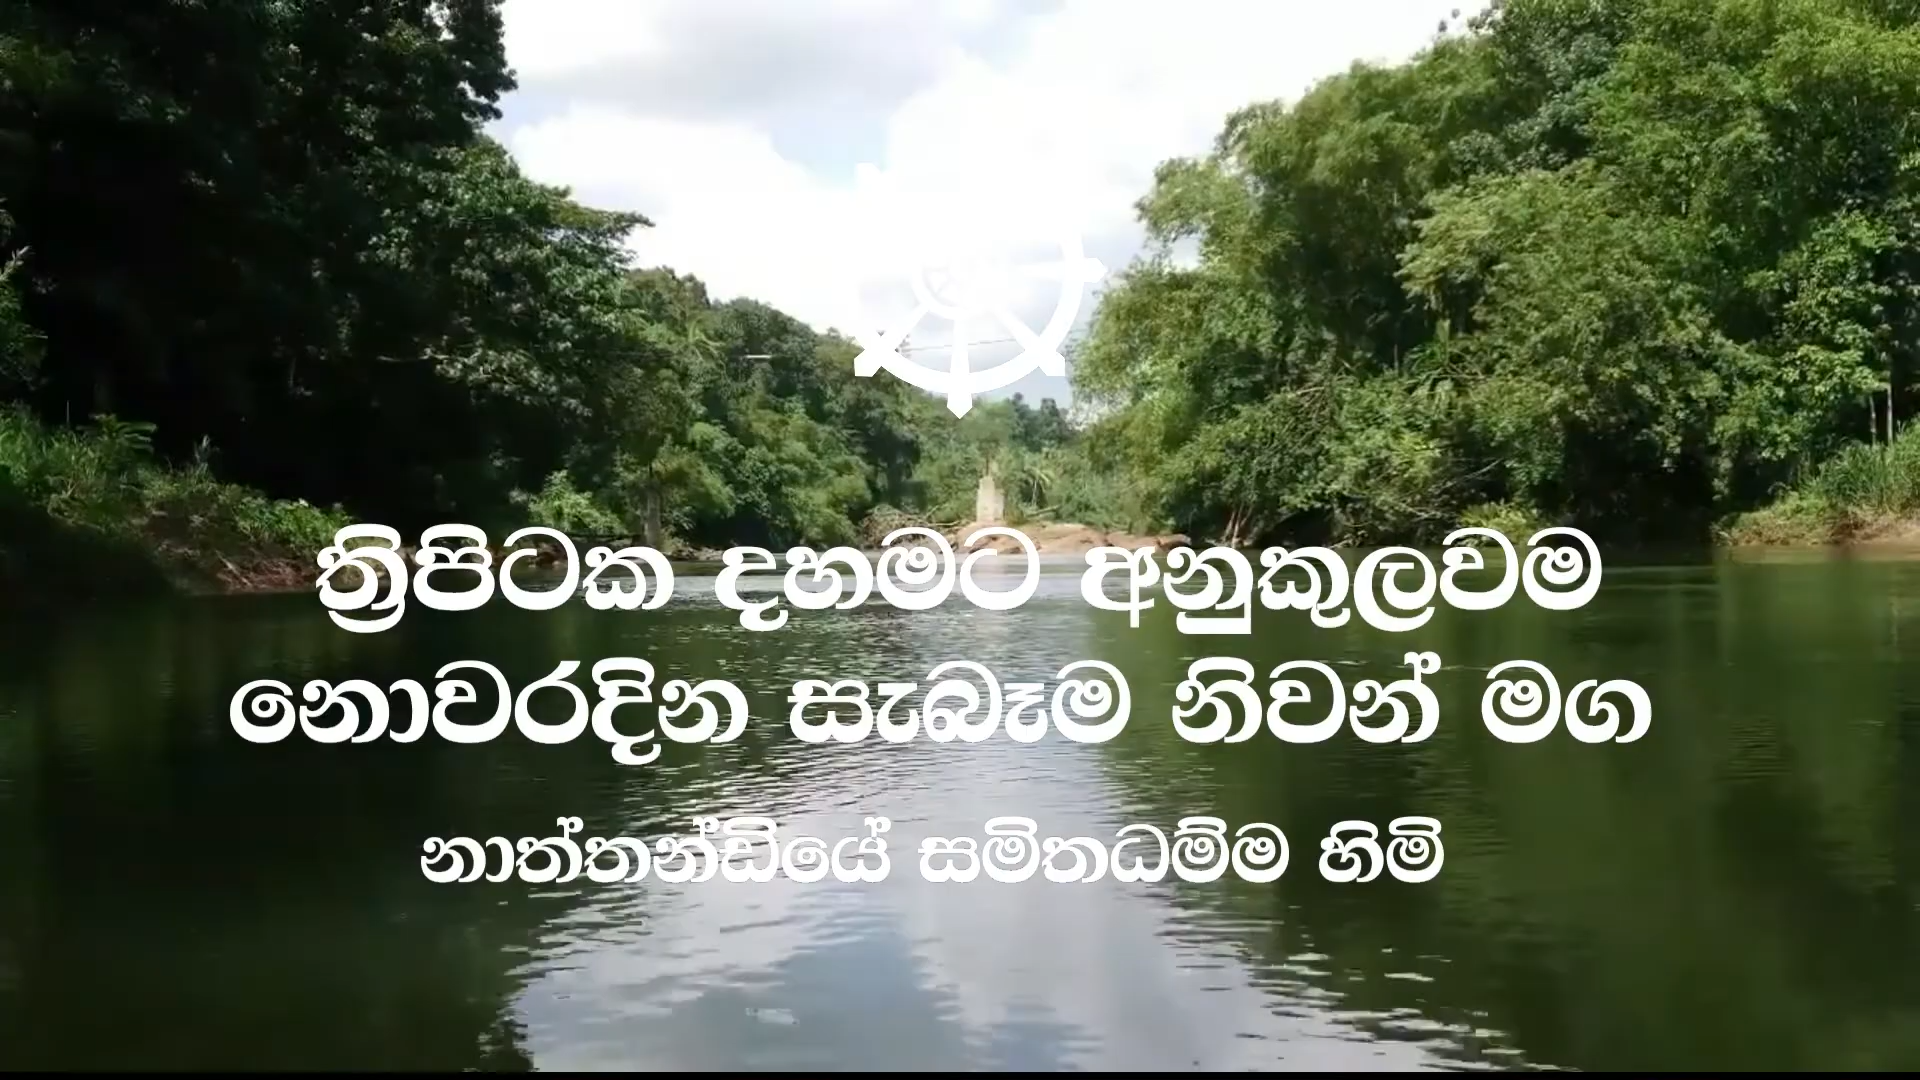 ත්‍රිපිටක දහමට අනුකුලවම
නොවරදින සැබෑම නිවන් මග
නාත්තන්ඩියේ සමිතධම්ම හිමි